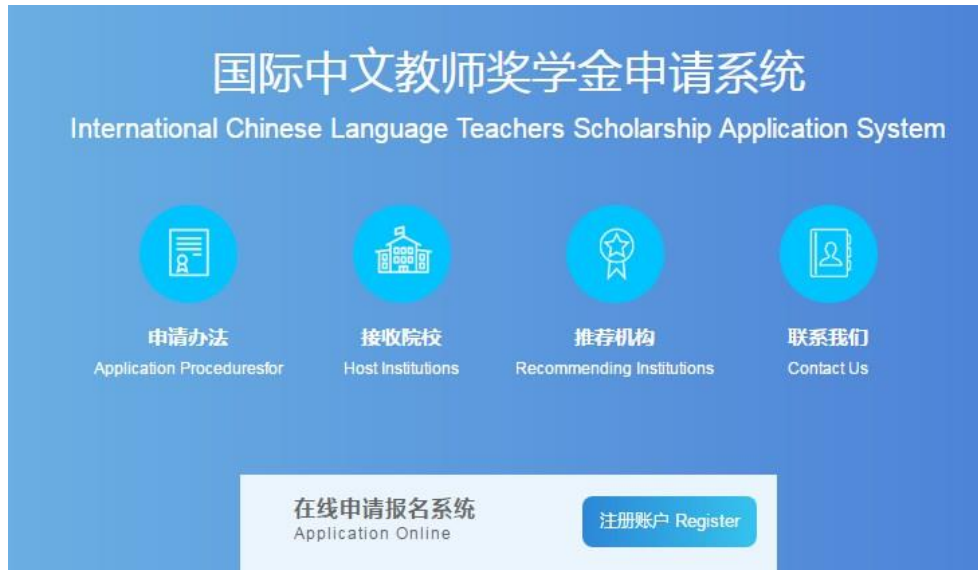 国际中文教师奖学金申请系统
International Chinese Language Teachers Scholarship Application System
申请办法
Application Proceduresfor
接收院校
Host Institutions
推荐机构
Recommending Institutions
联系我们
Contact Us
在线申请报名系统
Application Online
注册账户 Register